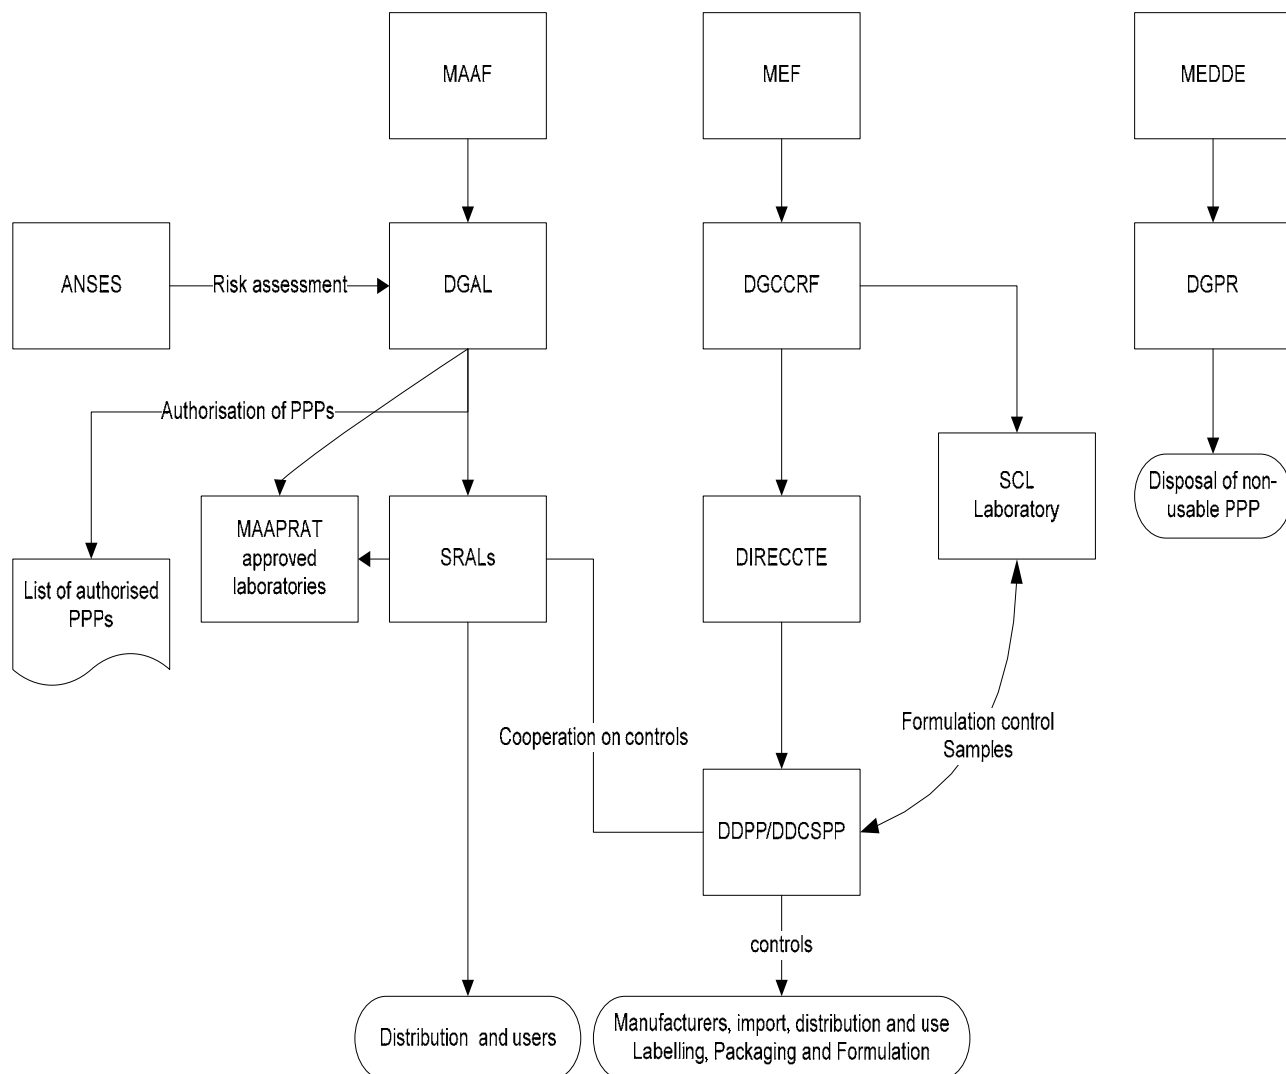 MAAF
MEF
MEDDE
ANSES
Risk assessment
DGAL
DGCCRF
DGPR
Authorisation of PPPs
SCL
Laboratory
Disposal of non-
usable PPP
MAAPRAT
approved
laboratories
SRALs
DIRECCTE
List of authorised
PPPs
Cooperation on controls
Formulation control
Samples
DDPP/DDCSPP
controls
Distribution and users
Manufacturers, import, distribution and use
Labelling, Packaging and Formulation